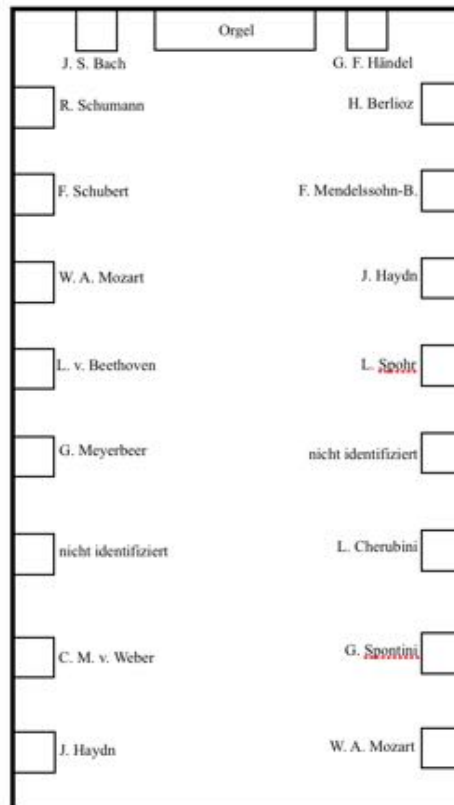 Orgel
J. S. Bach
G. F. Händel
R. Schumann
H. Berlioz
F. Schubert
F. Mendelssohn-B.
W. A. Mozart
J. Haydn
L. v. Beethoven
L. Spohr
G. Meyerbeer
nicht identifiziert
nicht identifiziert
L. Cherubini
C. M. v. Weber
G. Spontini
J. Haydn
W. A. Mozart